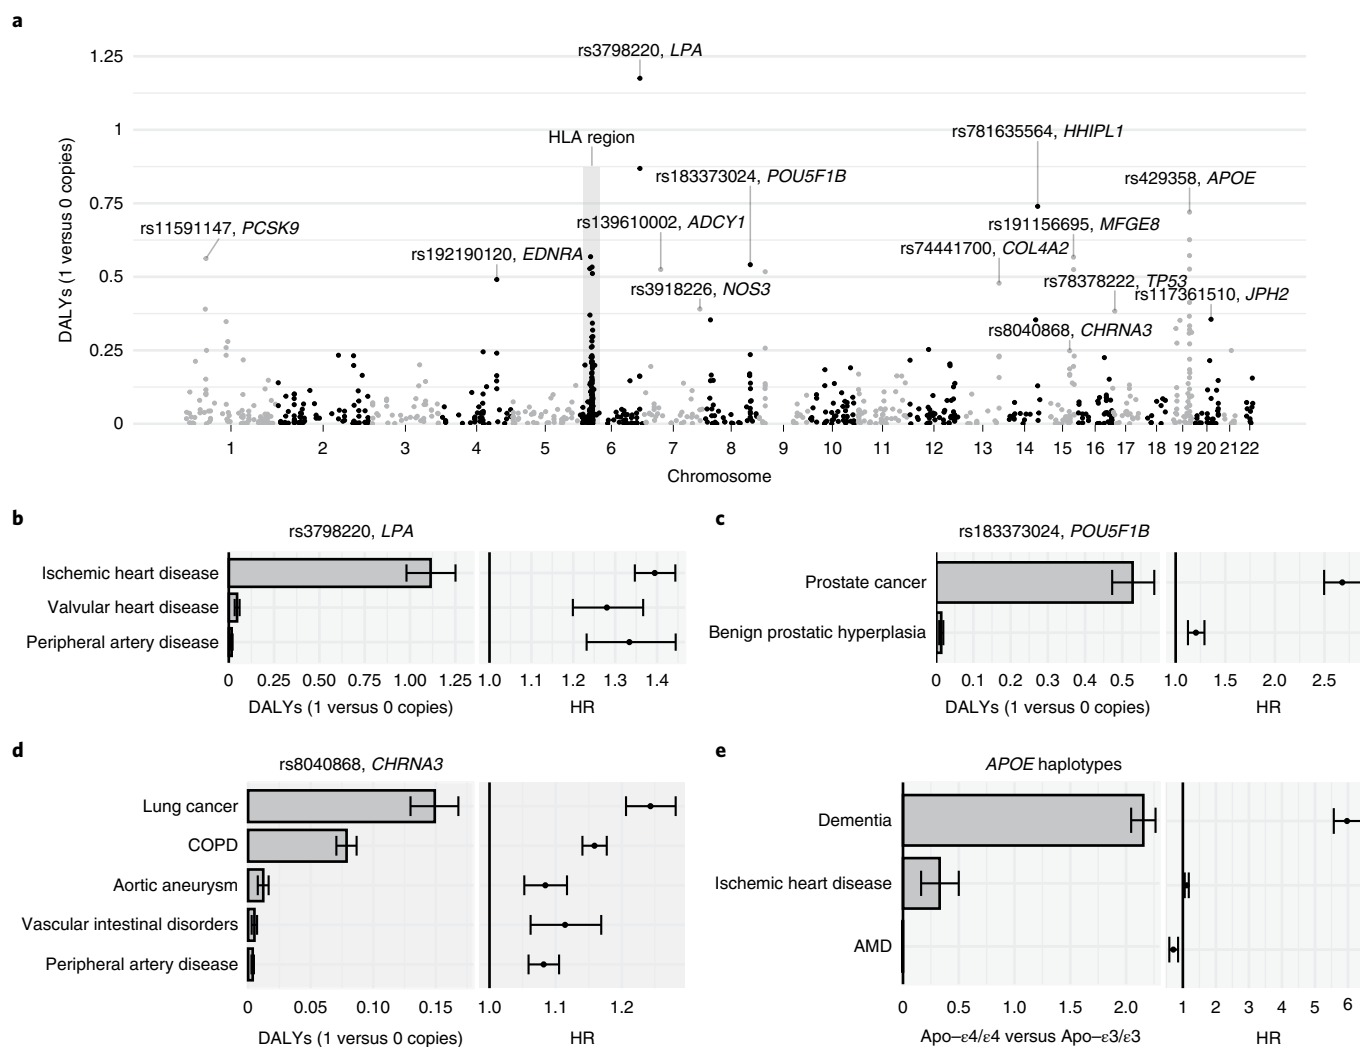 a
rs3798220, LPA
1.25
HLA region
rs781635564, HHIPL1
1
rs183373024, POU5F1B
rs429358, APOE
0.75
rs11591147, PCSK9
rs139610002, ADCY1
rs191156695, MFGE8
rs192190120, EDNRA
rs74441700, COL4A2
0.5
rs3918226, NOS3
rs78378222, TP53
rs117361510, JPH2
rs8040868, CHRNA3
0.25
0
DALYs (1 versus 0 copies)
1 2 3 4 5 6 7 8 9 10 11 12 13 14 15 16 17 18 19 20 21 22
Chromosome
b
rs3798220, LPA
Ischemic heart disease
Valvular heart disease
Peripheral artery disease
0 0.25 0.50 0.75 1.00 1.25 1.0 1.1 1.2 1.3 1.4
DALYs (1 versus 0 copies) HR
c
rs183373024, POU5F1B
Prostate cancer
Benign prostatic hyperplasia
0 0.1 0.2 0.3 0.4 0.5 1.0 1.5 2.0 2.5
DALYs (1 versus 0 copies) HR
d
rs8040868, CHRNA3
Lung cancer
COPD
Aortic aneurysm
Vascular intestinal disorders
Peripheral artery disease
0 0.05 0.10 0.15 1.0 1.1 1.2
DALYs (1 versus 0 copies) HR
e
APOE haplotypes
Dementia
Ischemic heart disease
AMD
0 0.5 1.0 1.5 2.0 1 2 3 4 5 6
Apo–ε4/ε4 versus Apo–ε3/ε3 HR